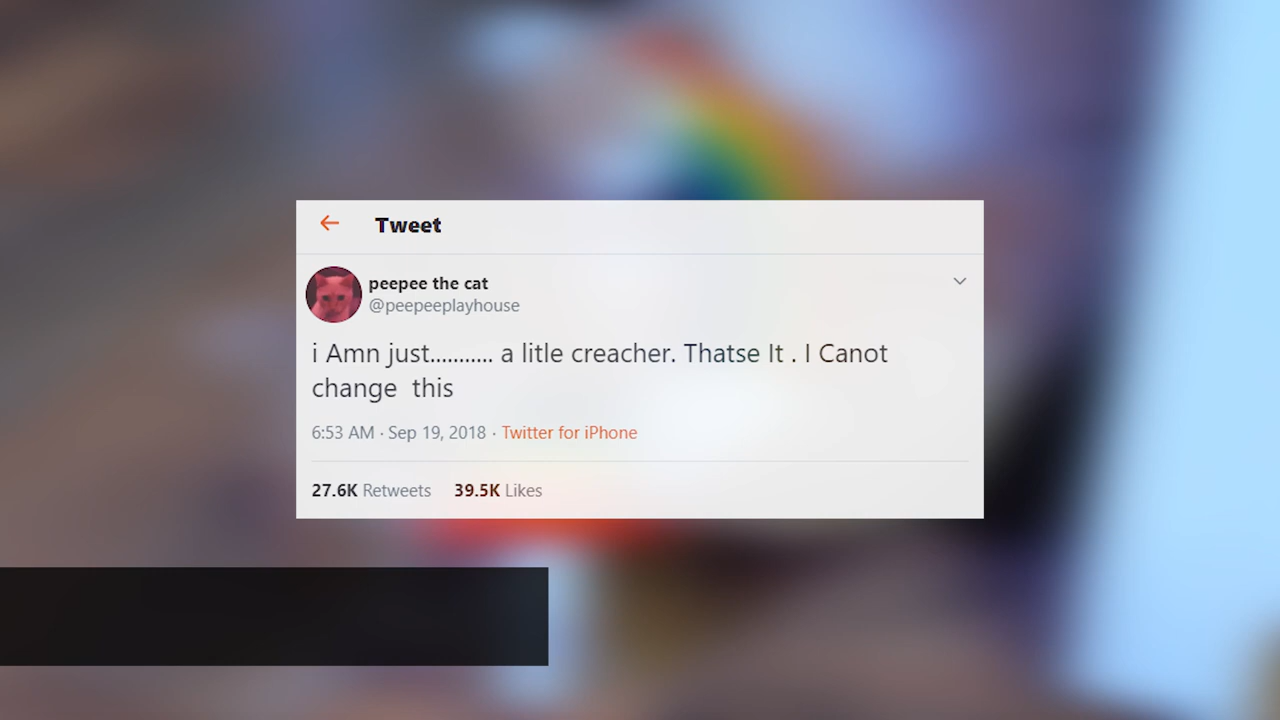 Tweet
peepee the cat
@peepeeplayhouse
i Amn just........... a litle creacher. Thatse It . I Canot
change  this
6:53 AM · Sep 19, 2018 · Twitter for iPhone
27.6K Retweets 39.5K Likes